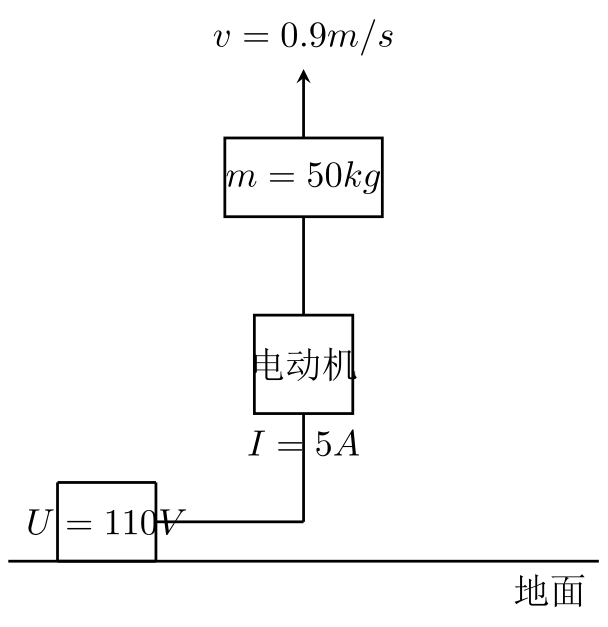 v = 0.9m/s
m = 50kg
电动机
I = 5A
U = 110V
地面